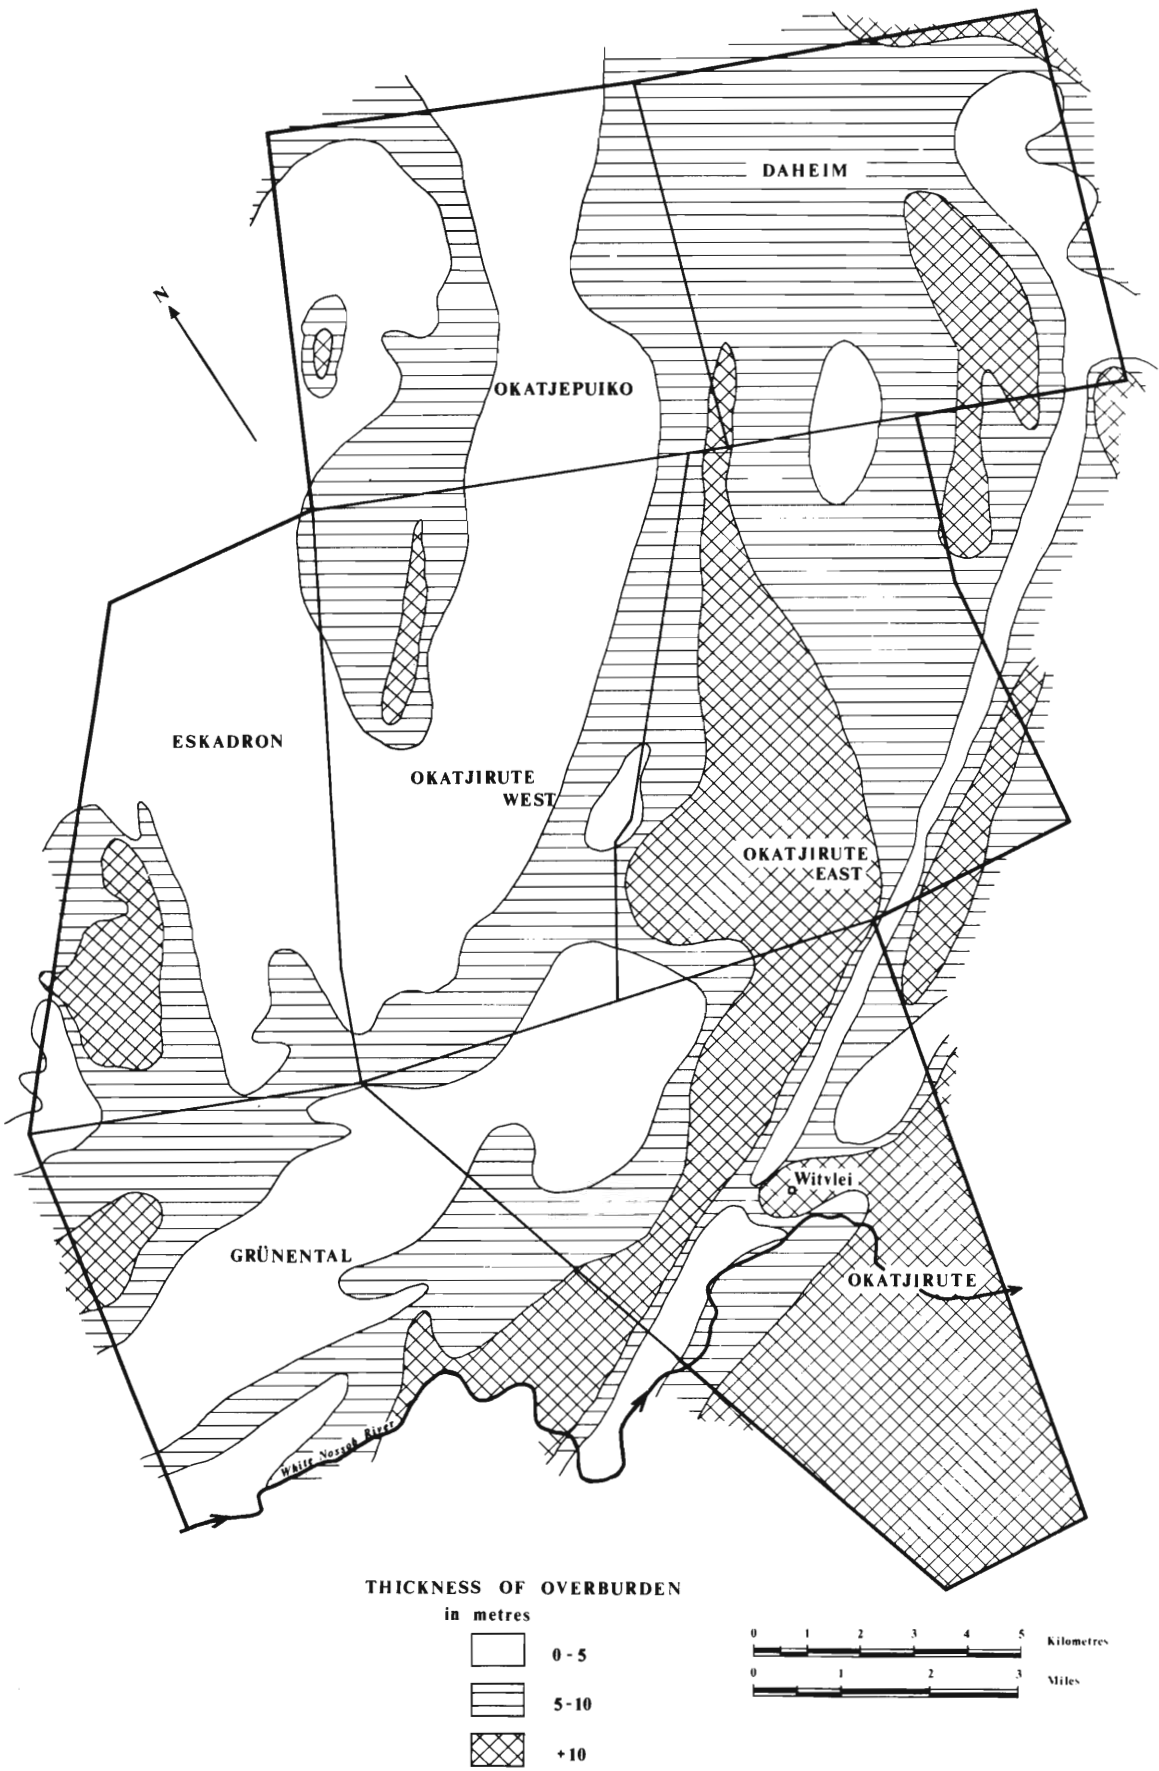 DAHEIM
N
OKATJEPUIKO
ESKADRON
OKATJIRUTE
WEST
OKATJIRUTE
EAST
Witvlei
GRÜNENTAL
OKATJIRUTE
White Nossob River
THICKNESS OF OVERBURDEN
in metres
0-5
5-10
+10
0 1 2 3 4 5 Kilometres
0 1 2 3 Miles